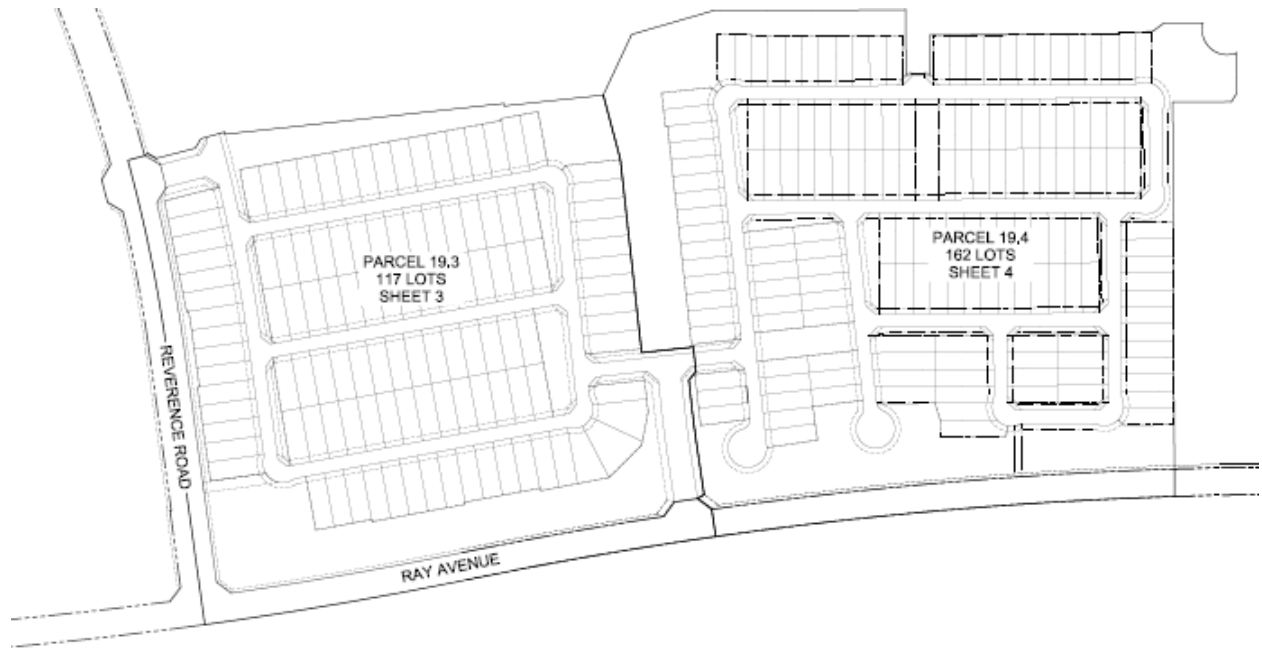 PARCEL 19.3
117 LOTS
SHEET 3
PARCEL 19.4
162 LOTS
SHEET 4
REVERENCE ROAD
RAY AVENUE